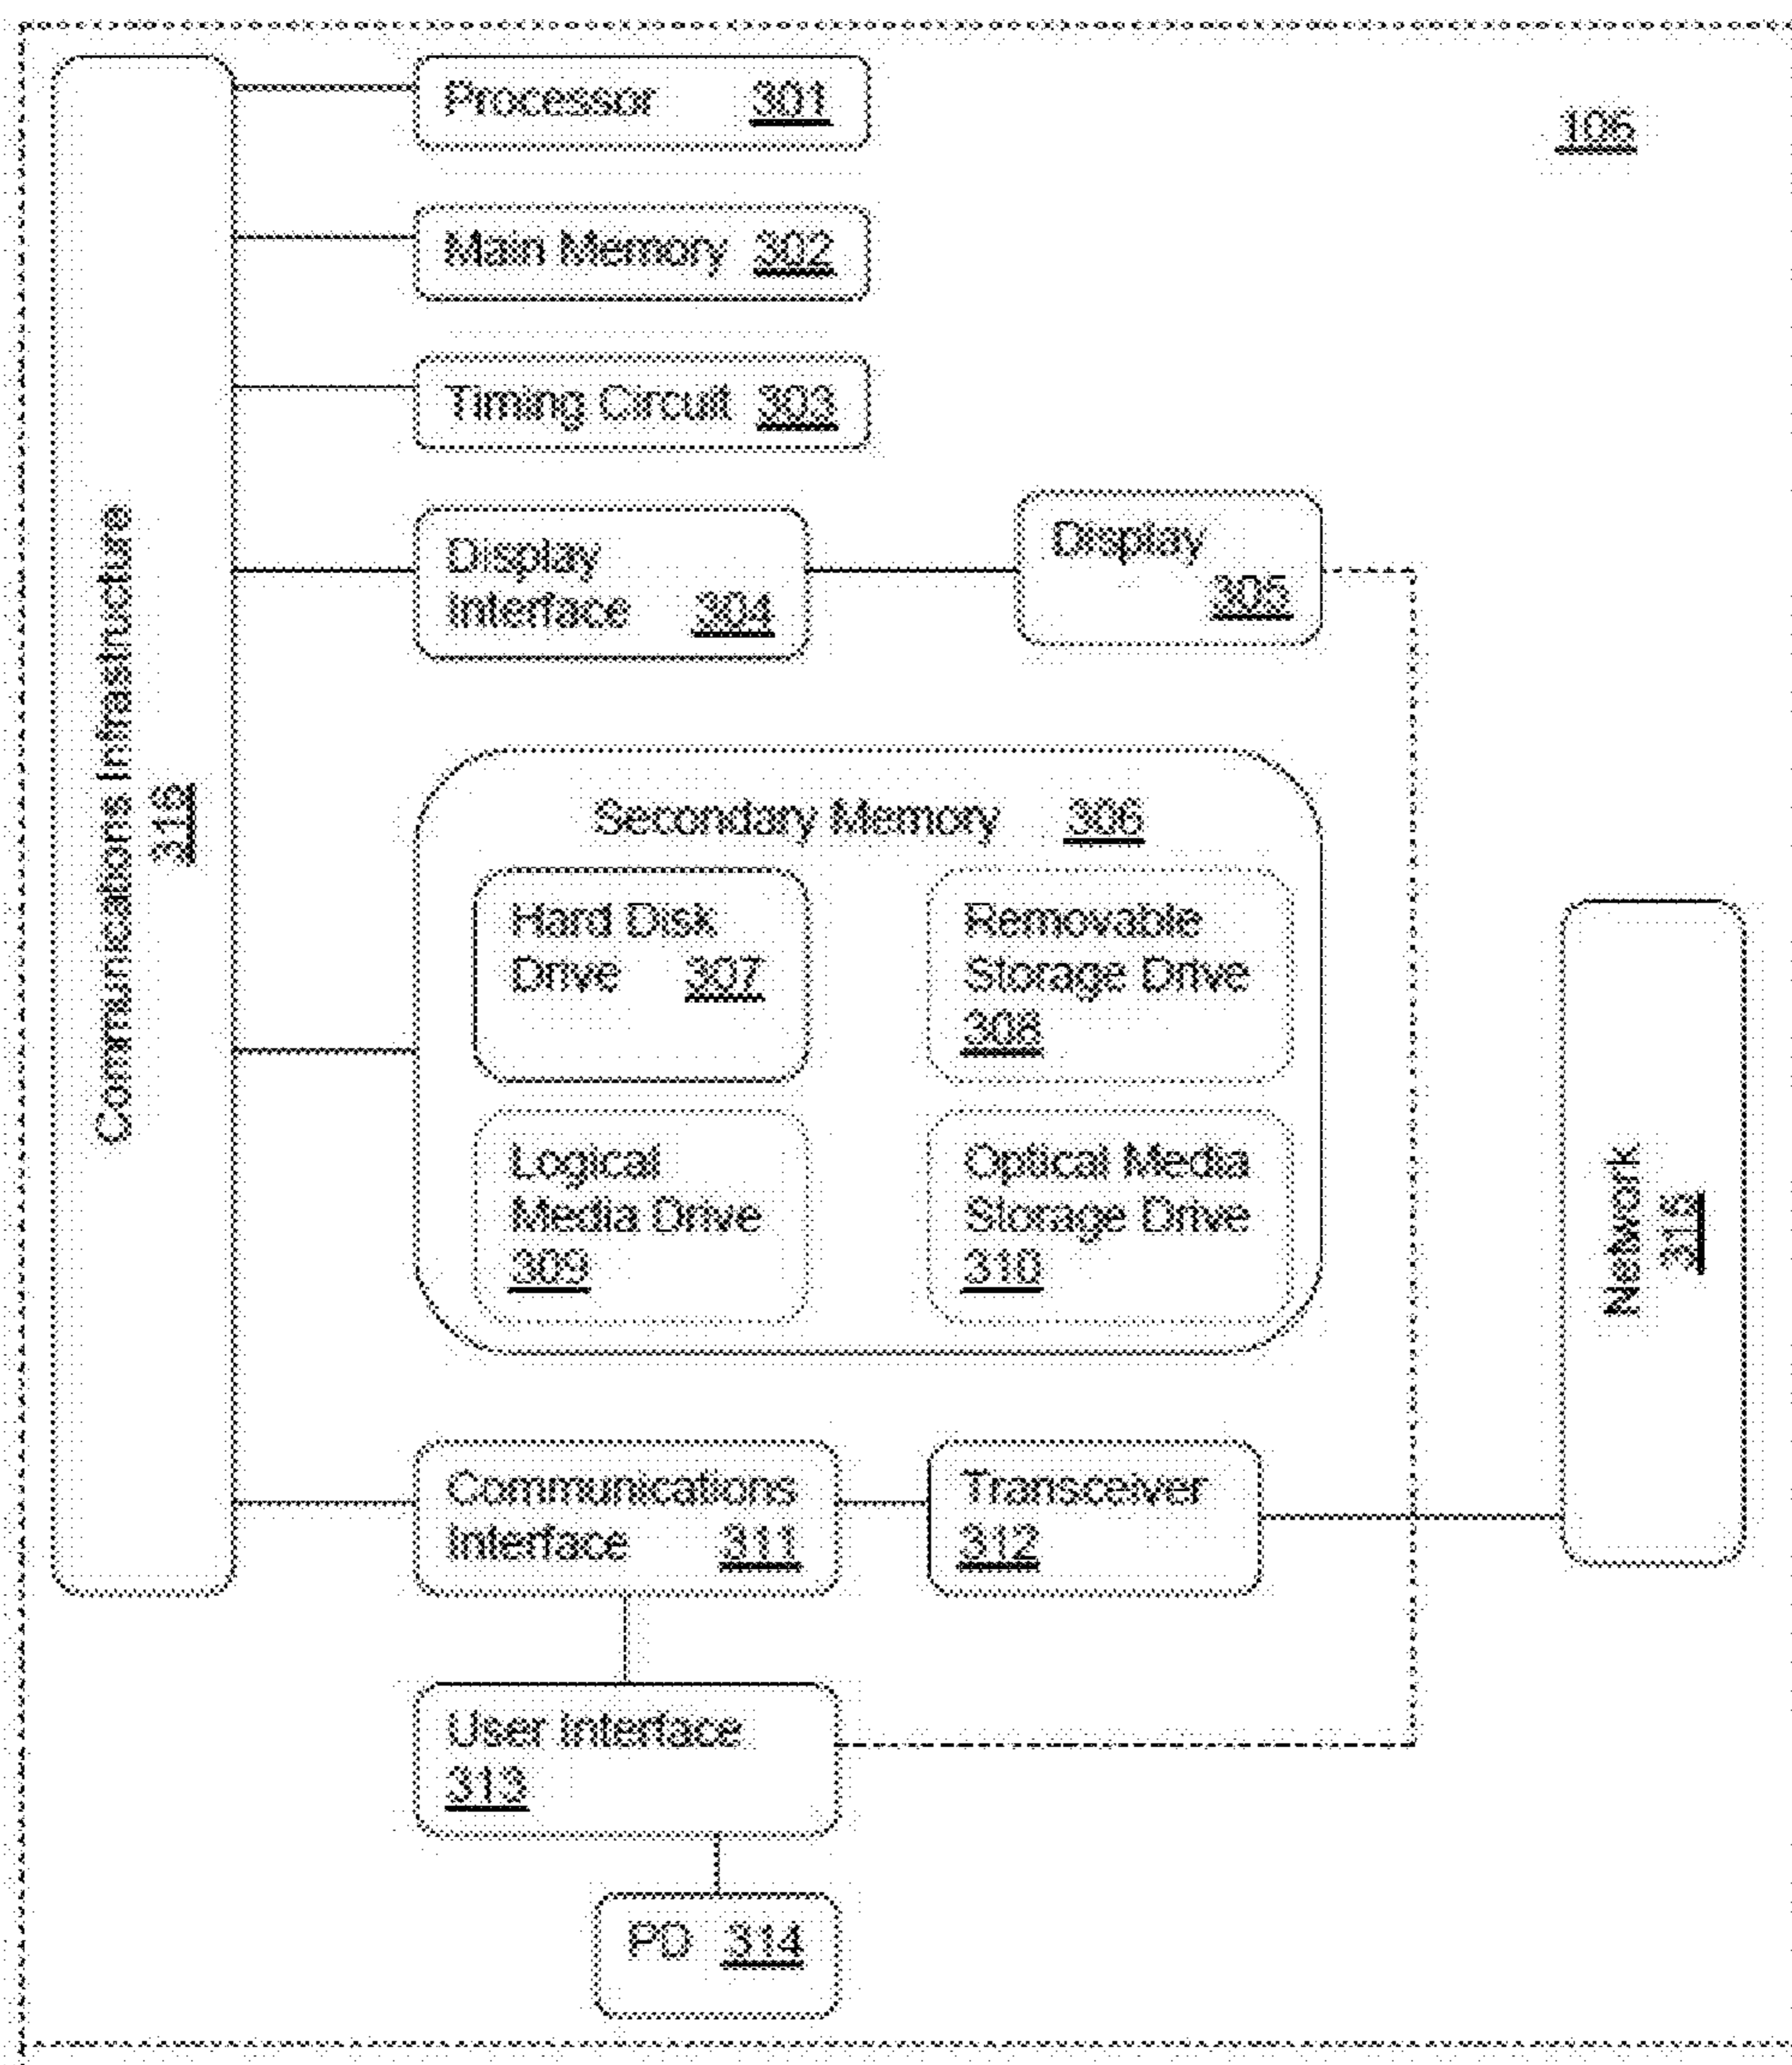 Processor 301
106
Main Memory 302
Timing Circuit 303
Display
Interface 304
Display
305
Communications Infrastructure
316
Secondary Memory 306
Hard Disk
Drive 307
Removable
Storage Drive
308
Logical
Media Drive
309
Optical Media
Storage Drive
310
Network
315
Communications
Interface 311
Transceiver
312
User Interface
313
PD 314